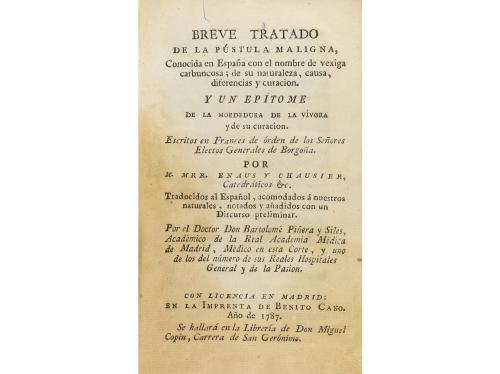 BREVE TRATADO
DE LA PÚSTULA MALIGNA,
Conocida en España con el nombre de vexiga
carbuncosa; de su naturaleza, causa,
diferencias y curacion.
Y UN EPÍTOME
DE LA MORDEDURA DE LA VÍVORA
y de su curacion.
Escritos en Frances de órden de los Señores
Electos Generales de Borgoña.
POR
M. MRR. ENAUS Y CHAUSIER,
Catedráticos &c.
Traducidos al Español, acomodados á nuestros
naturales, notados y añadidos con un
Discurso preliminar.
Por el Doctor Don Bartolomé Piñera y Siles,
Académico de la Real Academia Médica
de Madrid, Médico en esta Corte, y uno
de los del número de sus Reales Hospitales
General y de la Pasion.
CON LICENCIA EN MADRID:
EN LA IMPRENTA DE BENITO CANO.
Año de 1787.
Se hallará en la Librería de Don Miguel
Copin, Carrera de San Gerónimo.